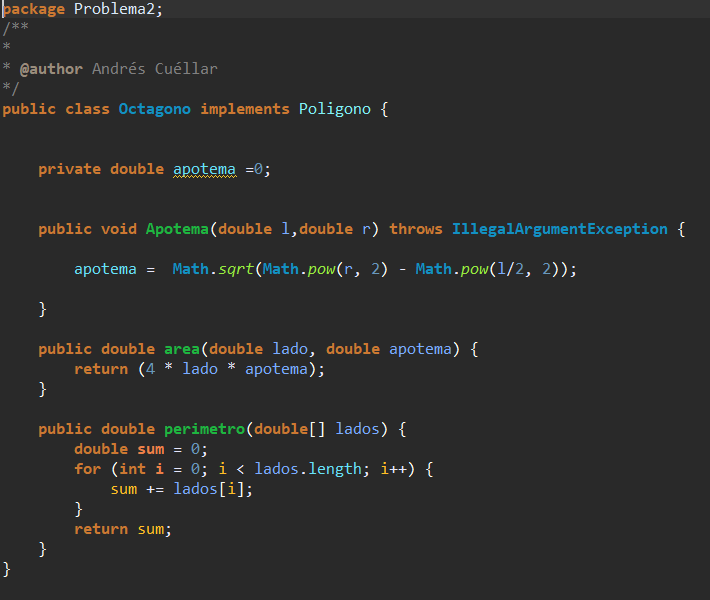 package Problema2;
/**
*
* @author Andrés Cuéllar
*/
public class Octagono implements Poligono {
private double apotema =0;
public void Apotema(double l,double r) throws IllegalArgumentException {
apotema =  Math.sqrt(Math.pow(r, 2) - Math.pow(l/2, 2));
}
public double area(double lado, double apotema) {
return (4 * lado * apotema);
}
public double perimetro(double[] lados) {
double sum = 0;
for (int i = 0; i < lados.length; i++) {
sum += lados[i];
}
return sum;
}
}